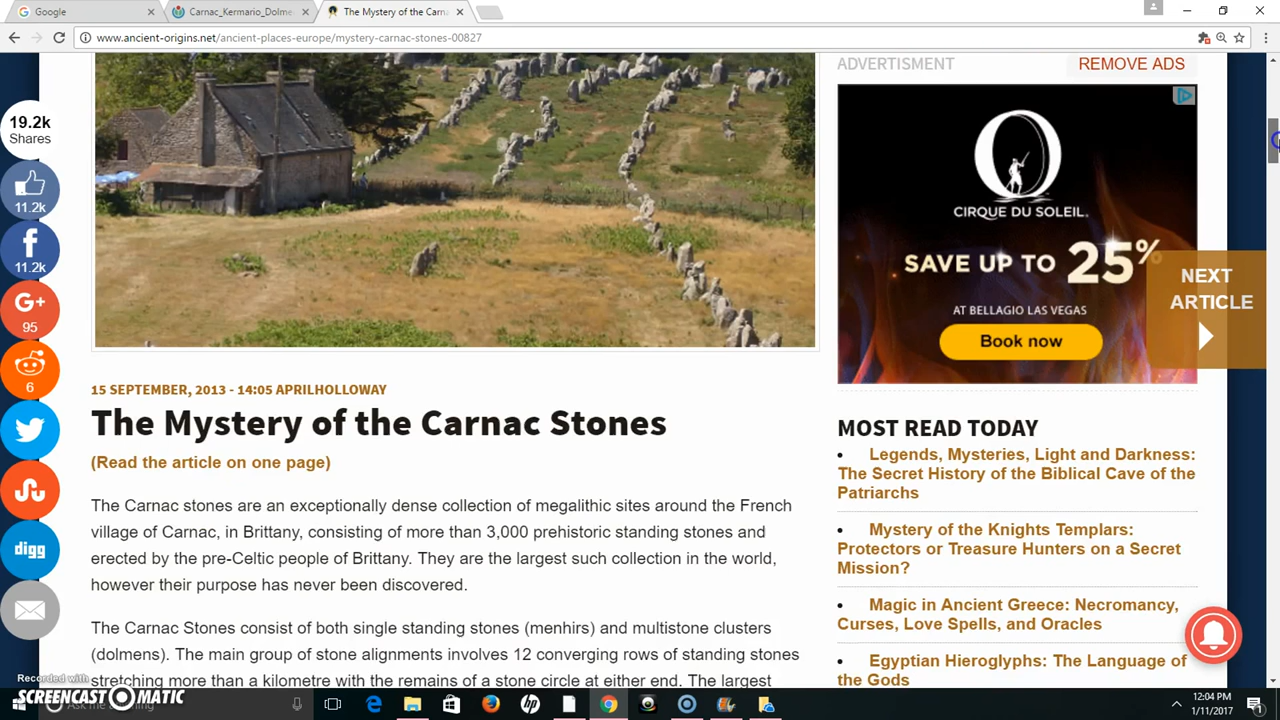 Google
Carnac_Kermario_Dolme
The Mystery of the Carna
www.ancient-origins.net/ancient-places-europe/mystery-carnac-stones-00827
19.2k
Shares
11.2k
11.2k
G+
95
6
digg
ADVERTISMENT
REMOVE ADS
CIRQUE DU SOLEIL.
SAVE UP TO 25%
AT BELLAGIO LAS VEGAS
Book now
NEXT
ARTICLE
15 SEPTEMBER, 2013 - 14:05 APRILHOLLOWAY
The Mystery of the Carnac Stones
(Read the article on one page)
The Carnac stones are an exceptionally dense collection of megalithic sites around the French
village of Carnac, in Brittany, consisting of more than 3,000 prehistoric standing stones and
erected by the pre-Celtic people of Brittany. They are the largest such collection in the world,
however their purpose has never been discovered.
The Carnac Stones consist of both single standing stones (menhirs) and multistone clusters
(dolmens). The main group of stone alignments involves 12 converging rows of standing stones
stretching more than a kilometre with the remains of a stone circle at either end. The largest
MOST READ TODAY
Legends, Mysteries, Light and Darkness:
The Secret History of the Biblical Cave of the
Patriarchs
Mystery of the Knights Templars:
Protectors or Treasure Hunters on a Secret
Mission?
Magic in Ancient Greece: Necromancy,
Curses, Love Spells, and Oracles
Egyptian Hieroglyphs: The Language of
the Gods
Recorded with
SCREENCAST MATIC
hp
12:04 PM
1/11/2017